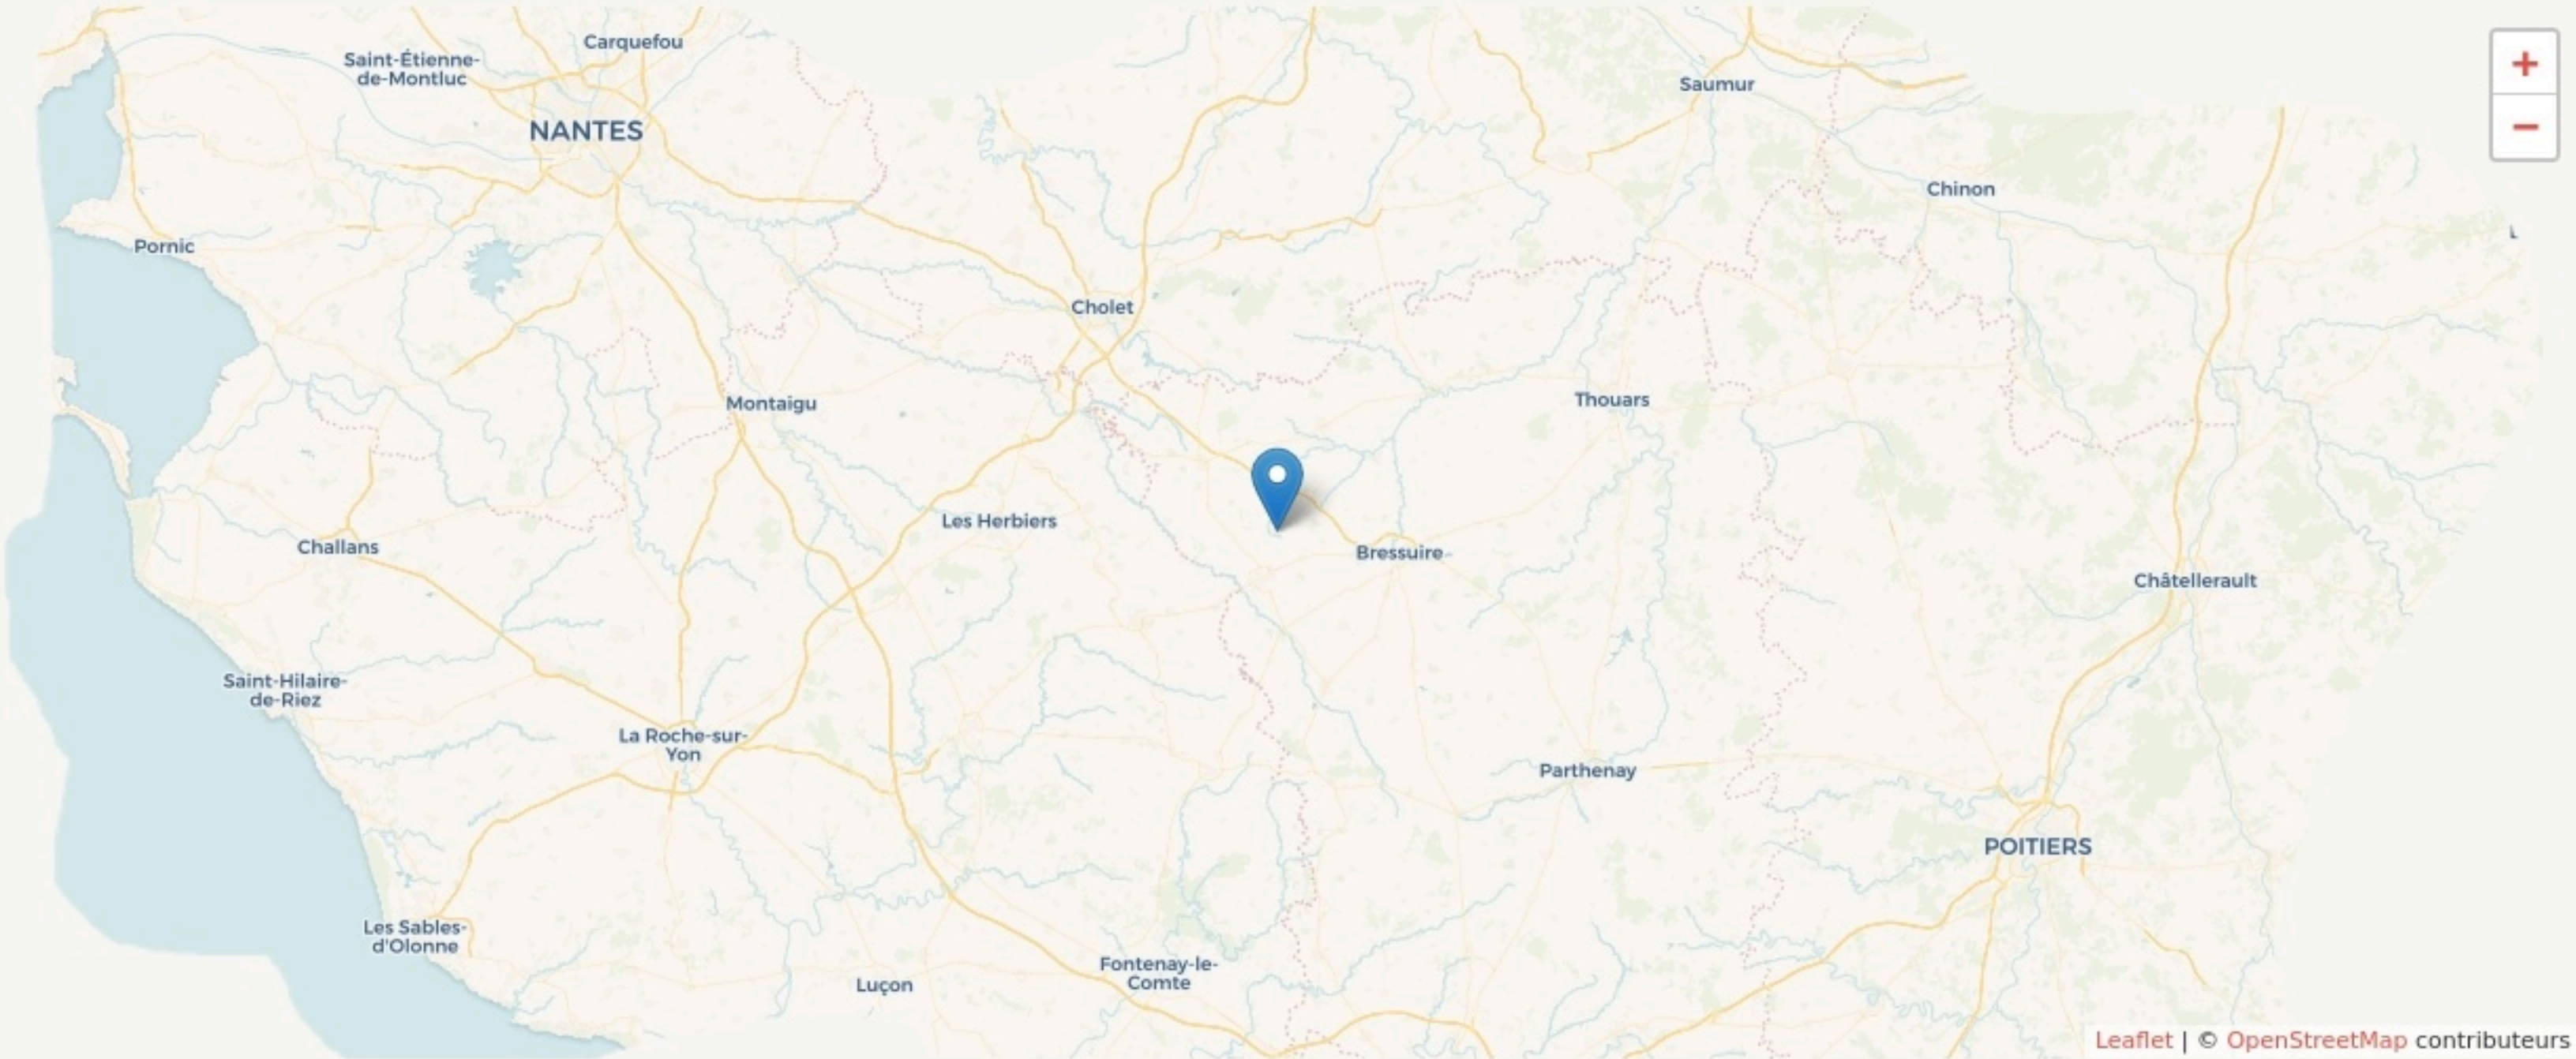 Carquefou
Saint-Étienne-
de-Montluc
Saumur
+
NANTES
−
Chinon
Pornic
Cholet
Thouars
Montaigu
Les Herbiers
Challans
Bressuire
Châtellerault
Saint-Hilaire-
de-Riez
La Roche-sur-
Yon
Parthenay
POITIERS
Les Sables-
d'Olonne
Fontenay-le-
Comte
Luçon
Leaflet | © OpenStreetMap contributeurs